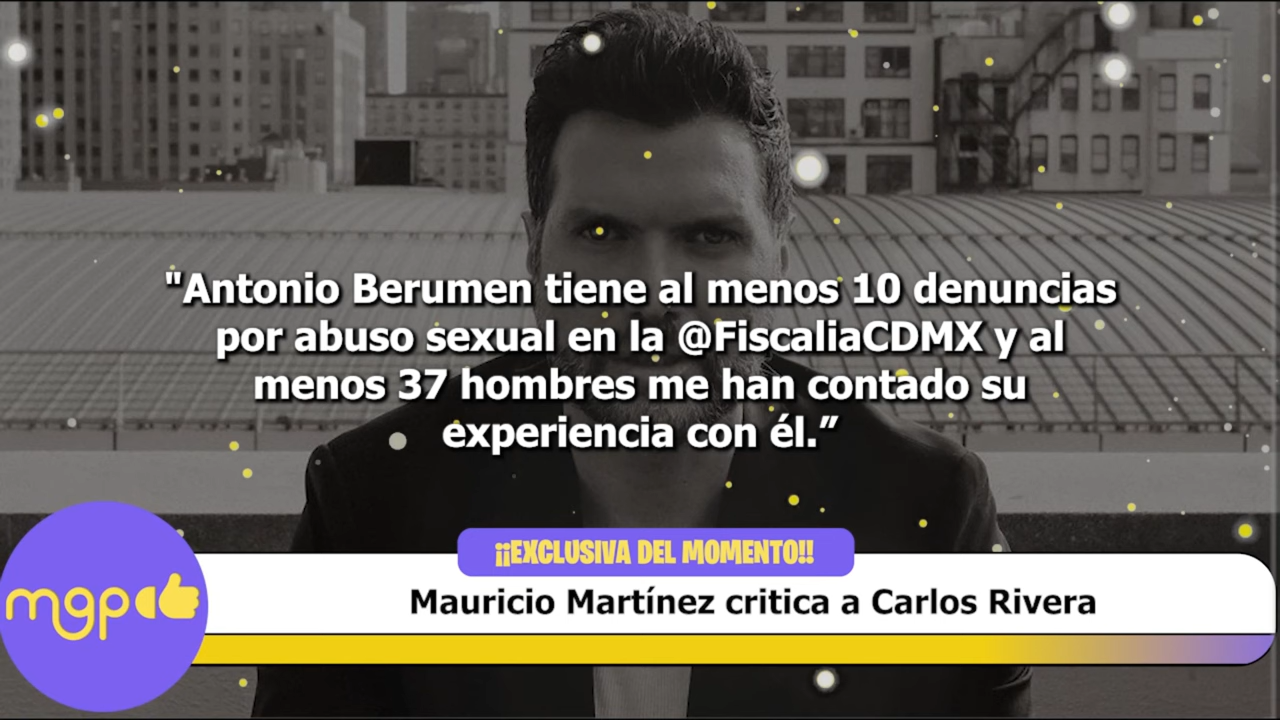 "Antonio Berumen tiene al menos 10 denuncias
por abuso sexual en la @FiscaliaCDMX y al
menos 37 hombres me han contado su
experiencia con él.”
¡¡EXCLUSIVA DEL MOMENTO!!
mgp
Mauricio Martínez critica a Carlos Rivera